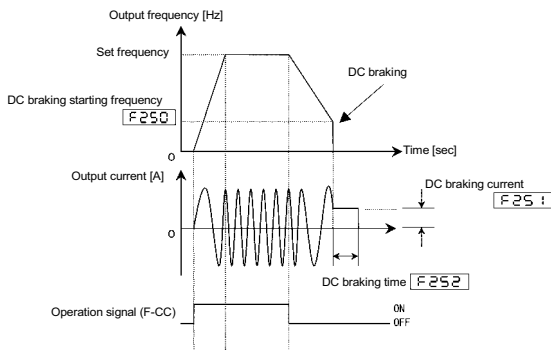 Output frequency [Hz]
Set frequency
DC braking
DC braking starting frequency
F250
0
Time [sec]
Output current [A]
DC braking current
F251
0
DC braking time F252
Operation signal (F-CC)
ON
OFF